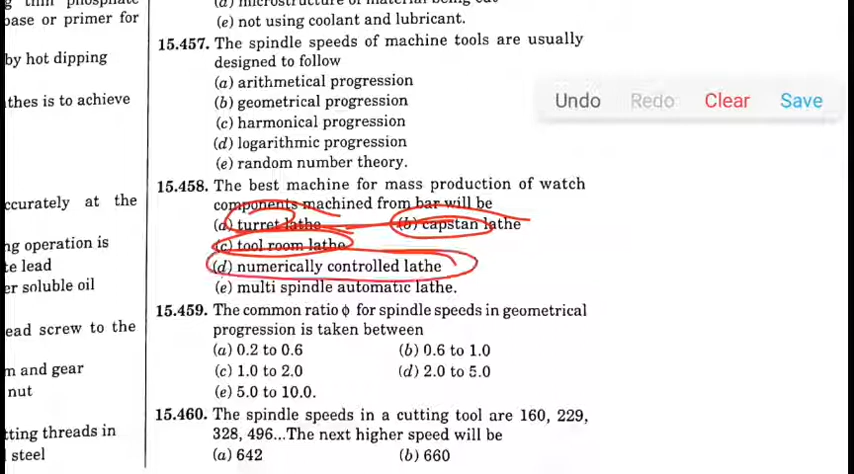 g thin phosphate
base or primer for
by hot dipping
thes is to achieve
ccurately at the
ng operation is
te lead
er soluble oil
ead screw to the
m and gear
nut
tting threads in
steel
(e) not using coolant and lubricant.
15.457. The spindle speeds of machine tools are usually
designed to follow
(a) arithmetical progression
(b) geometrical progression
(c) harmonical progression
(d) logarithmic progression
(e) random number theory.
15.458. The best machine for mass production of watch
components machined from bar will be
(a) turret lathe (b) capstan lathe
(c) tool room lathe
(d) numerically controlled lathe
(e) multi spindle automatic lathe.
15.459. The common ratio ϕ for spindle speeds in geometrical
progression is taken between
(a) 0.2 to 0.6 (b) 0.6 to 1.0
(c) 1.0 to 2.0 (d) 2.0 to 5.0
(e) 5.0 to 10.0.
15.460. The spindle speeds in a cutting tool are 160, 229,
328, 496...The next higher speed will be
(a) 642 (b) 660
Undo Redo Clear Save